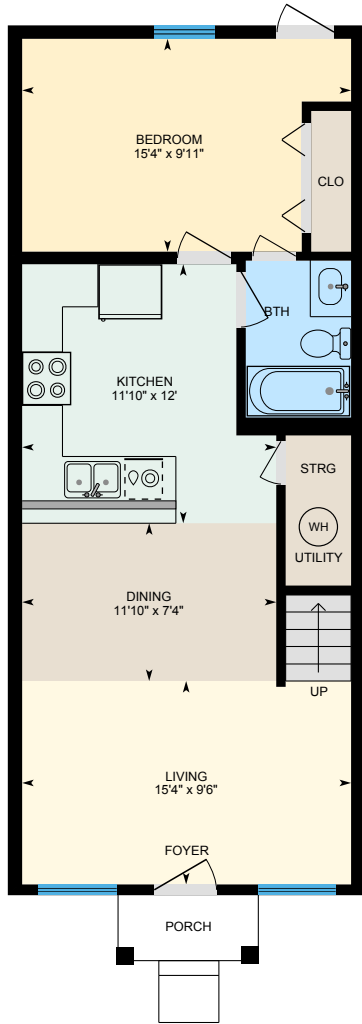 BEDROOM
15'4" x 9'11"
CLO
BTH
KITCHEN
11'10" x 12'
STRG
WH
UTILITY
DINING
11'10" x 7'4"
UP
LIVING
15'4" x 9'6"
FOYER
PORCH